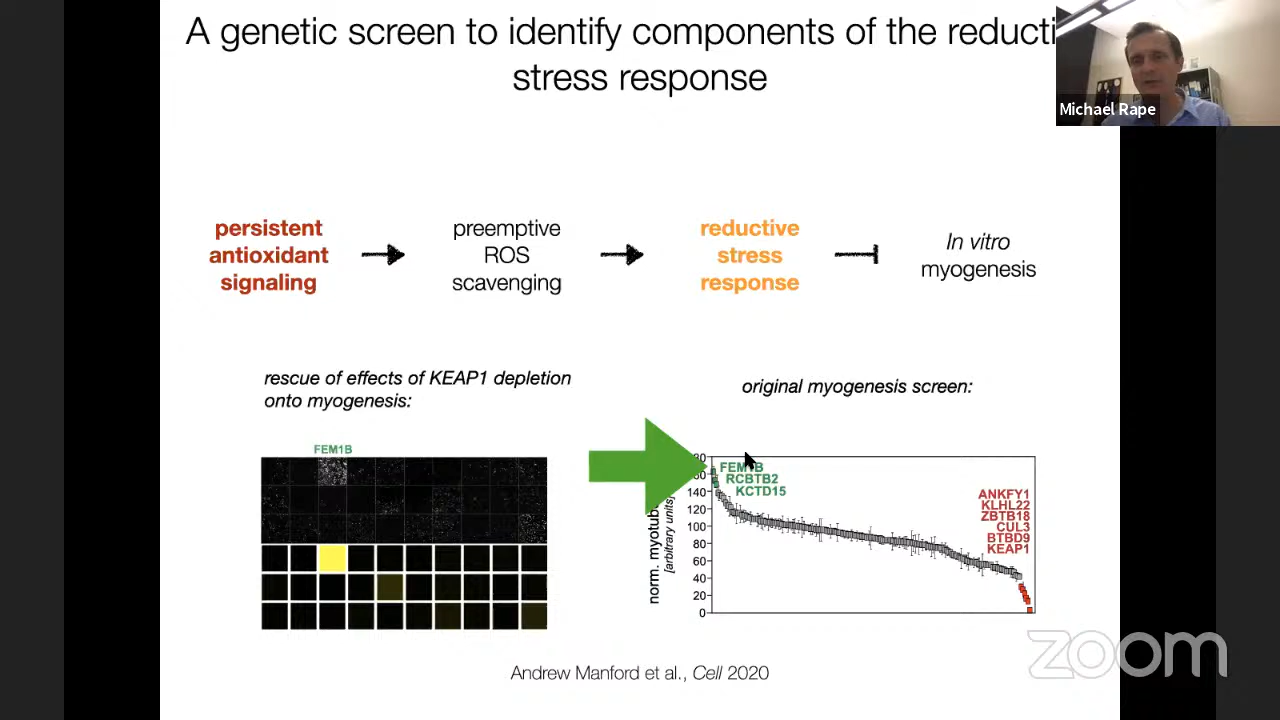 A genetic screen to identify components of the reducti
stress response
Michael Rape
persistent
antioxidant
signaling
preemptive
ROS
scavenging
reductive
stress
response
In vitro
myogenesis
rescue of effects of KEAP1 depletion
onto myogenesis:
FEM1B
original myogenesis screen:
norm. myotub
[arbitrary units]
140
120
100
80
60
40
20
0
RCBTB2
KCTD15
ANKFY1
KLHL22
ZBTB18
CUL3
BTBD9
KEAP1
Andrew Manford et al., Cell 2020
zoom